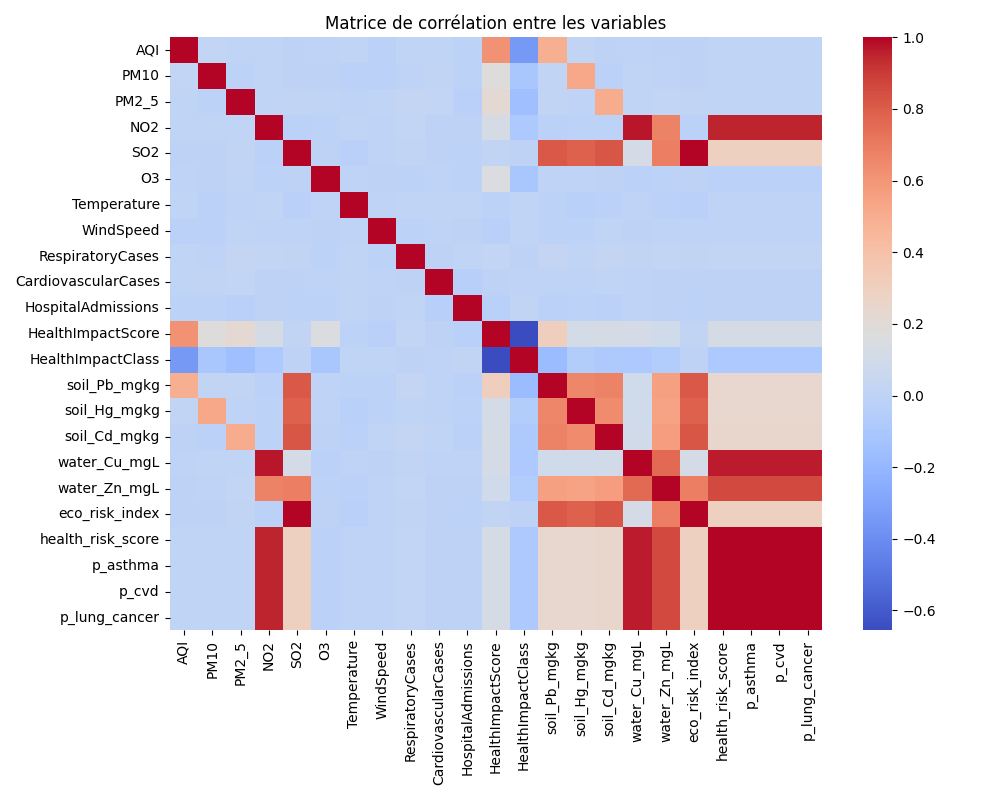 Matrice de corrélation entre les variables
AQI
PM10
PM2_5
NO2
SO2
O3
Temperature
WindSpeed
RespiratoryCases
CardiovascularCases
HospitalAdmissions
HealthImpactScore
HealthImpactClass
soil_Pb_mgkg
soil_Hg_mgkg
soil_Cd_mgkg
water_Cu_mgL
water_Zn_mgL
eco_risk_index
health_risk_score
p_asthma
p_cvd
p_lung_cancer
AQI
PM10
PM2_5
NO2
SO2
O3
Temperature
WindSpeed
RespiratoryCases
CardiovascularCases
HospitalAdmissions
HealthImpactScore
HealthImpactClass
soil_Pb_mgkg
soil_Hg_mgkg
soil_Cd_mgkg
water_Cu_mgL
water_Zn_mgL
eco_risk_index
health_risk_score
p_asthma
p_cvd
p_lung_cancer
1.0
0.8
0.6
0.4
0.2
0.0
−0.2
−0.4
−0.6